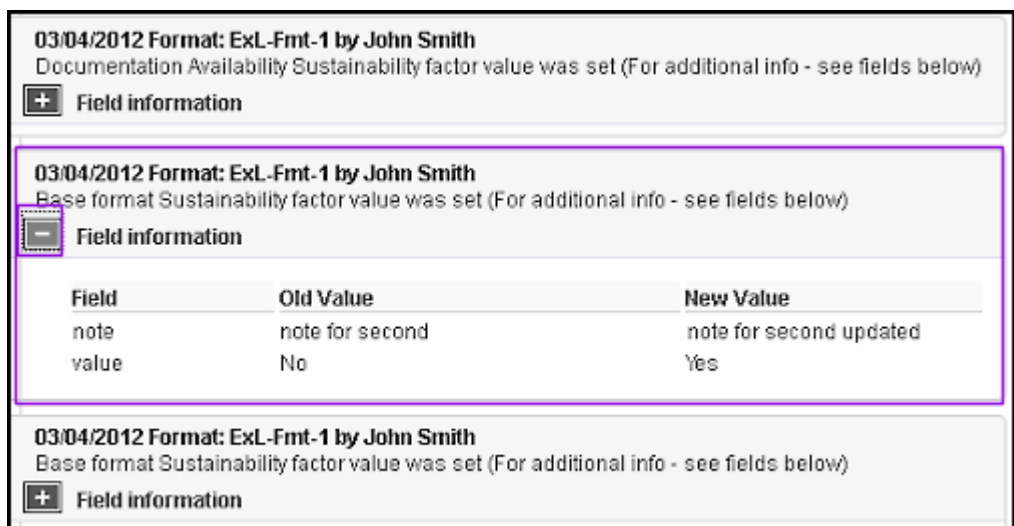 03/04/2012 Format: ExL-Fmt-1 by John Smith
Documentation Availability Sustainability factor value was set (For additional info - see fields below)
+ Field information
03/04/2012 Format: ExL-Fmt-1 by John Smith
Base format Sustainability factor value was set (For additional info - see fields below)
- Field information
Field Old Value New Value
note note for second note for second updated
value No Yes
03/04/2012 Format: ExL-Fmt-1 by John Smith
Base format Sustainability factor value was set (For additional info - see fields below)
+ Field information